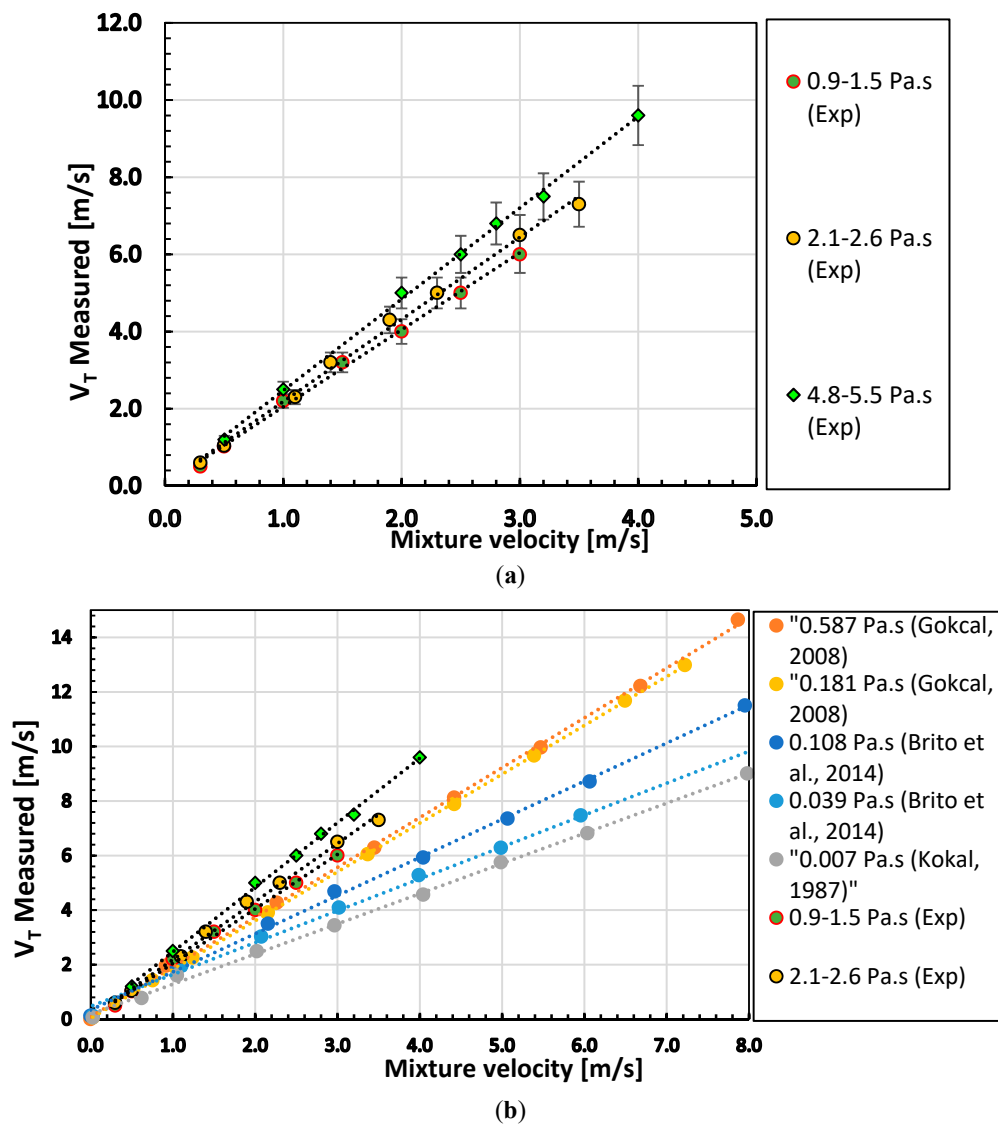 12.0
10.0
8.0
6.0
4.0
2.0
0.0
V_T Measured [m/s]
0.0 1.0 2.0 3.0 4.0 5.0
Mixture velocity [m/s]
0.9-1.5 Pa.s
(Exp)
2.1-2.6 Pa.s
(Exp)
4.8-5.5 Pa.s
(Exp)
(a)
14
12
10
8
6
4
2
0
V_T Measured [m/s]
0.0 1.0 2.0 3.0 4.0 5.0 6.0 7.0 8.0
Mixture velocity [m/s]
"0.587 Pa.s (Gokcal,
2008)
"0.181 Pa.s (Gokcal,
2008)
0.108 Pa.s (Brito et
al., 2014)
0.039 Pa.s (Brito et
al., 2014)
"0.007 Pa.s (Kokal,
1987)"
0.9-1.5 Pa.s (Exp)
2.1-2.6 Pa.s (Exp)
(b)